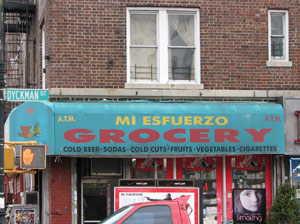 DYCKMAN ST
A.T.M. MI ESFUERZO A.T.M.
GROCERY
COLD BEER-SODAS COLD CUTS-FRUITS-VEGETABLES-CIGARETTES